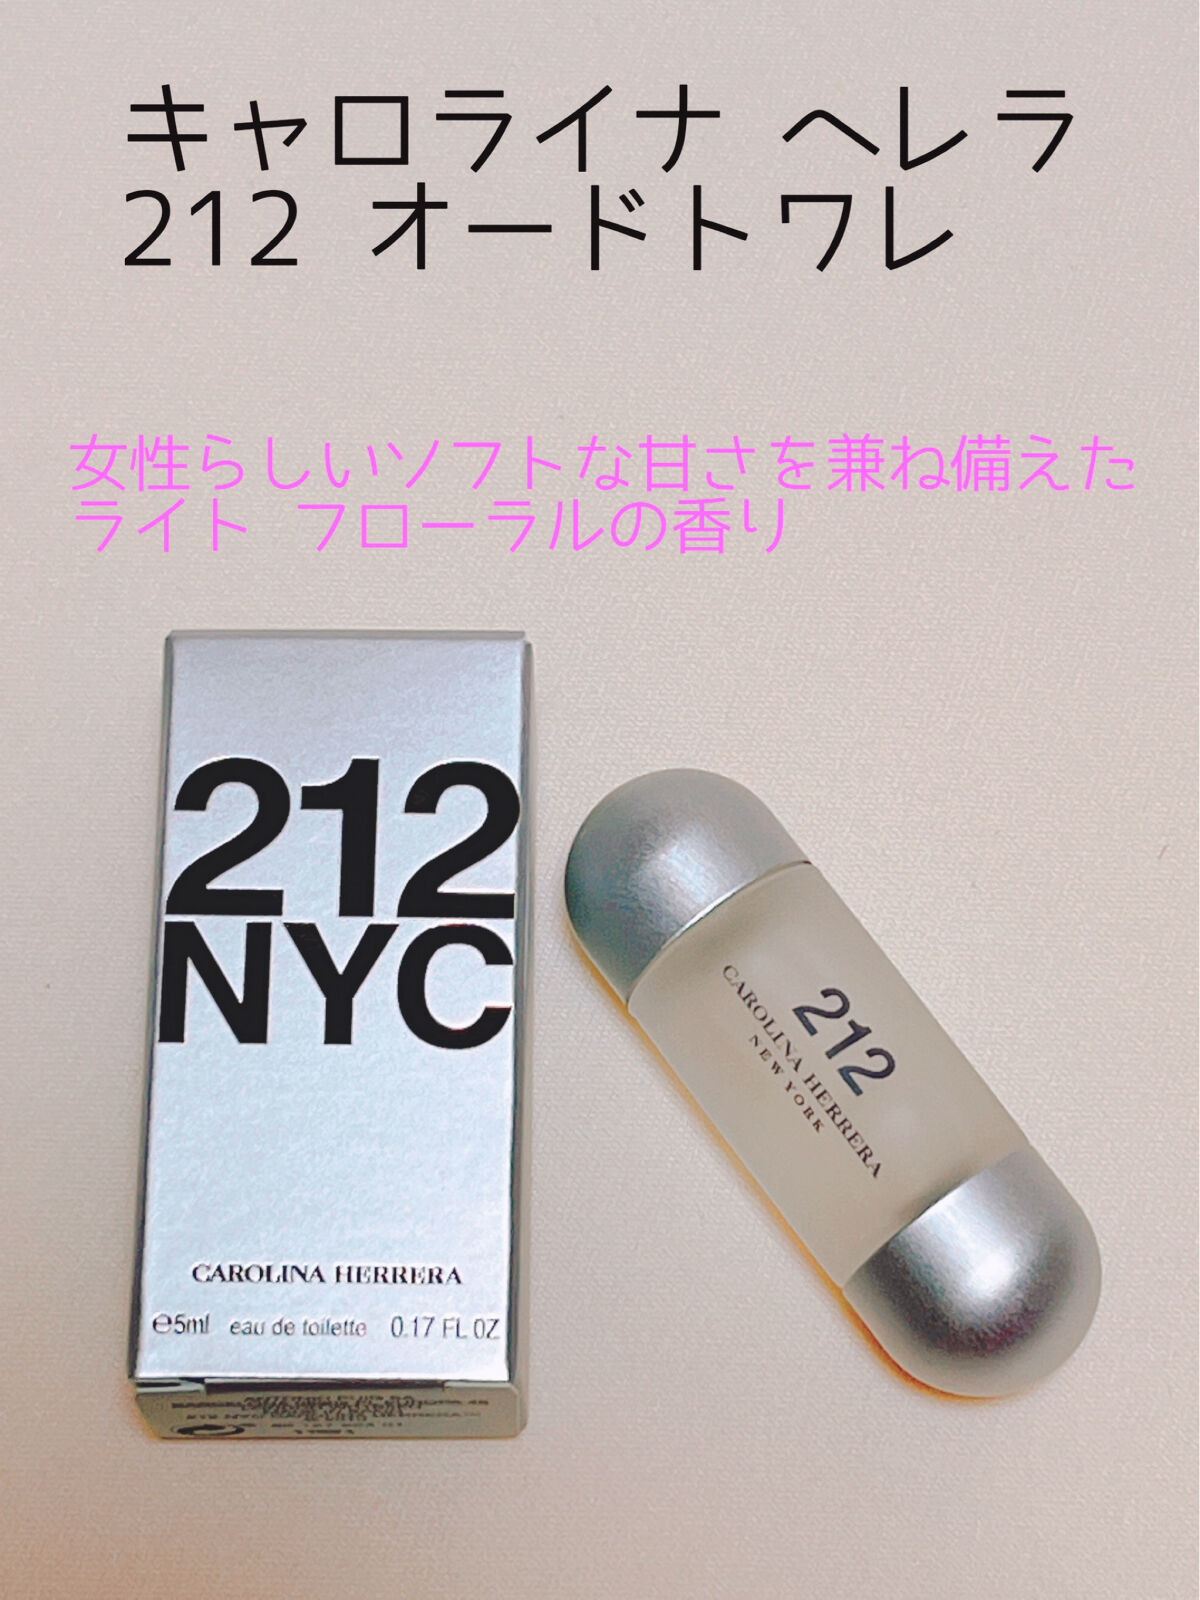 キャロライナ ヘレラ
212 オードトワレ
女性らしいソフトな甘さを兼ね備えた
ライト フローラルの香り
212
NYC
CAROLINA HERRERA
℮5ml eau de toilette 0.17 FL OZ
212
CAROLINA HERRERA
NEW YORK